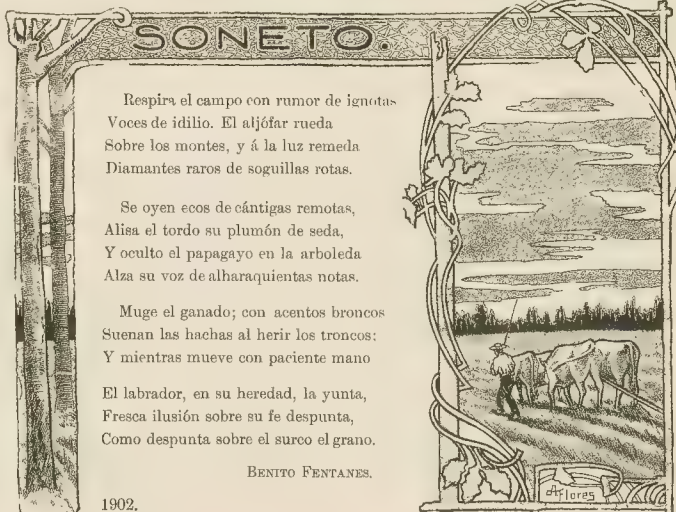 SONETO.
Respira el campo con rumor de ignotas
Voces de idilio. El aljófar rueda
Sobre los montes, y á la luz remeda
Diamantes raros de soguillas rotas.
Se oyen ecos de cántigas remotas,
Alisa el tordo su plumón de seda,
Y oculto el papagayo en la arboleda
Alza su voz de alharaquientas notas.
Muge el ganado; con acentos broncos
Suenan las hachas al herir los troncos;
Y mientras mueve con paciente mano
El labrador, en su heredad, la yunta,
Fresca ilusión sobre su fe despunta,
Como despunta sobre el surco el grano.
BENITO FENTANES.
1902.
Aflores